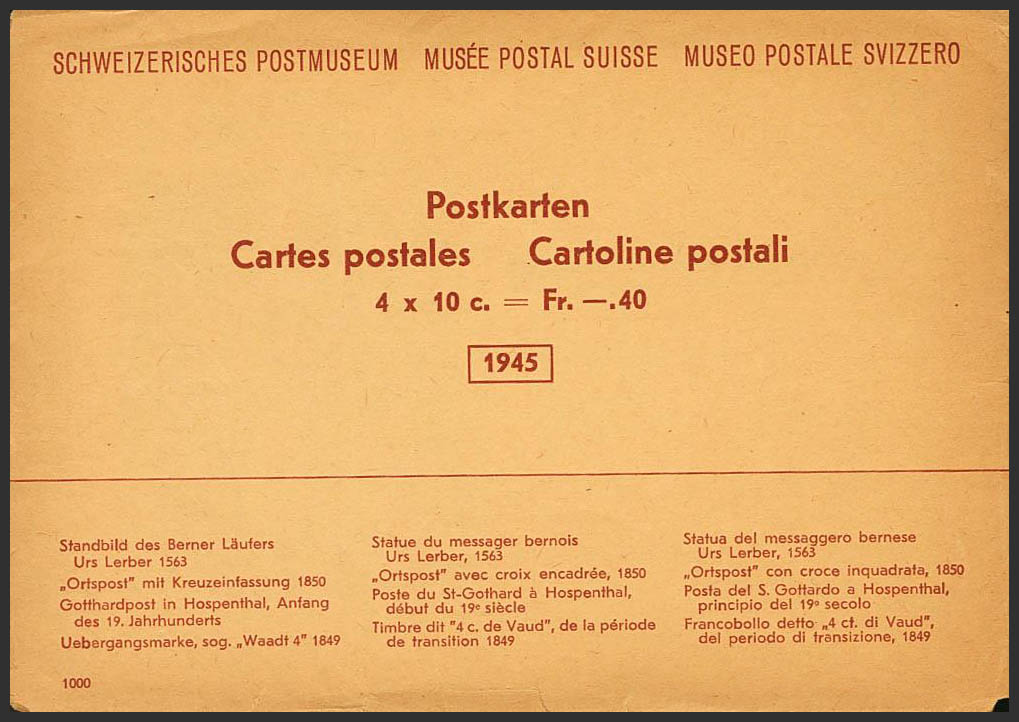 SCHWEIZERISCHES POSTMUSEUM MUSÉE POSTAL SUISSE MUSEO POSTALE SVIZZERO
Postkarten
Cartes postales Cartoline postali
4 x 10 c. = Fr. —.40
1945
Standbild des Berner Läufers
Urs Lerber 1563
„Ortspost" mit Kreuzeinfassung 1850
Gotthardpost in Hospenthal, Anfang
des 19. Jahrhunderts
Uebergangsmarke, sog. „Waadt 4" 1849
1000
Statue du messager bernois
Urs Lerber, 1563
„Ortspost" avec croix encadrée, 1850
Poste du St-Gothard à Hospenthal,
début du 19e siècle
Timbre dit "4 c. de Vaud", de la période
de transition 1849
Statua del messaggero bernese
Urs Lerber, 1563
„Ortspost" con croce inquadrata, 1850
Posta del S. Gottardo a Hospenthal,
principio del 19o secolo
Francobollo detto „4 ct. di Vaud",
del periodo di transizione, 1849